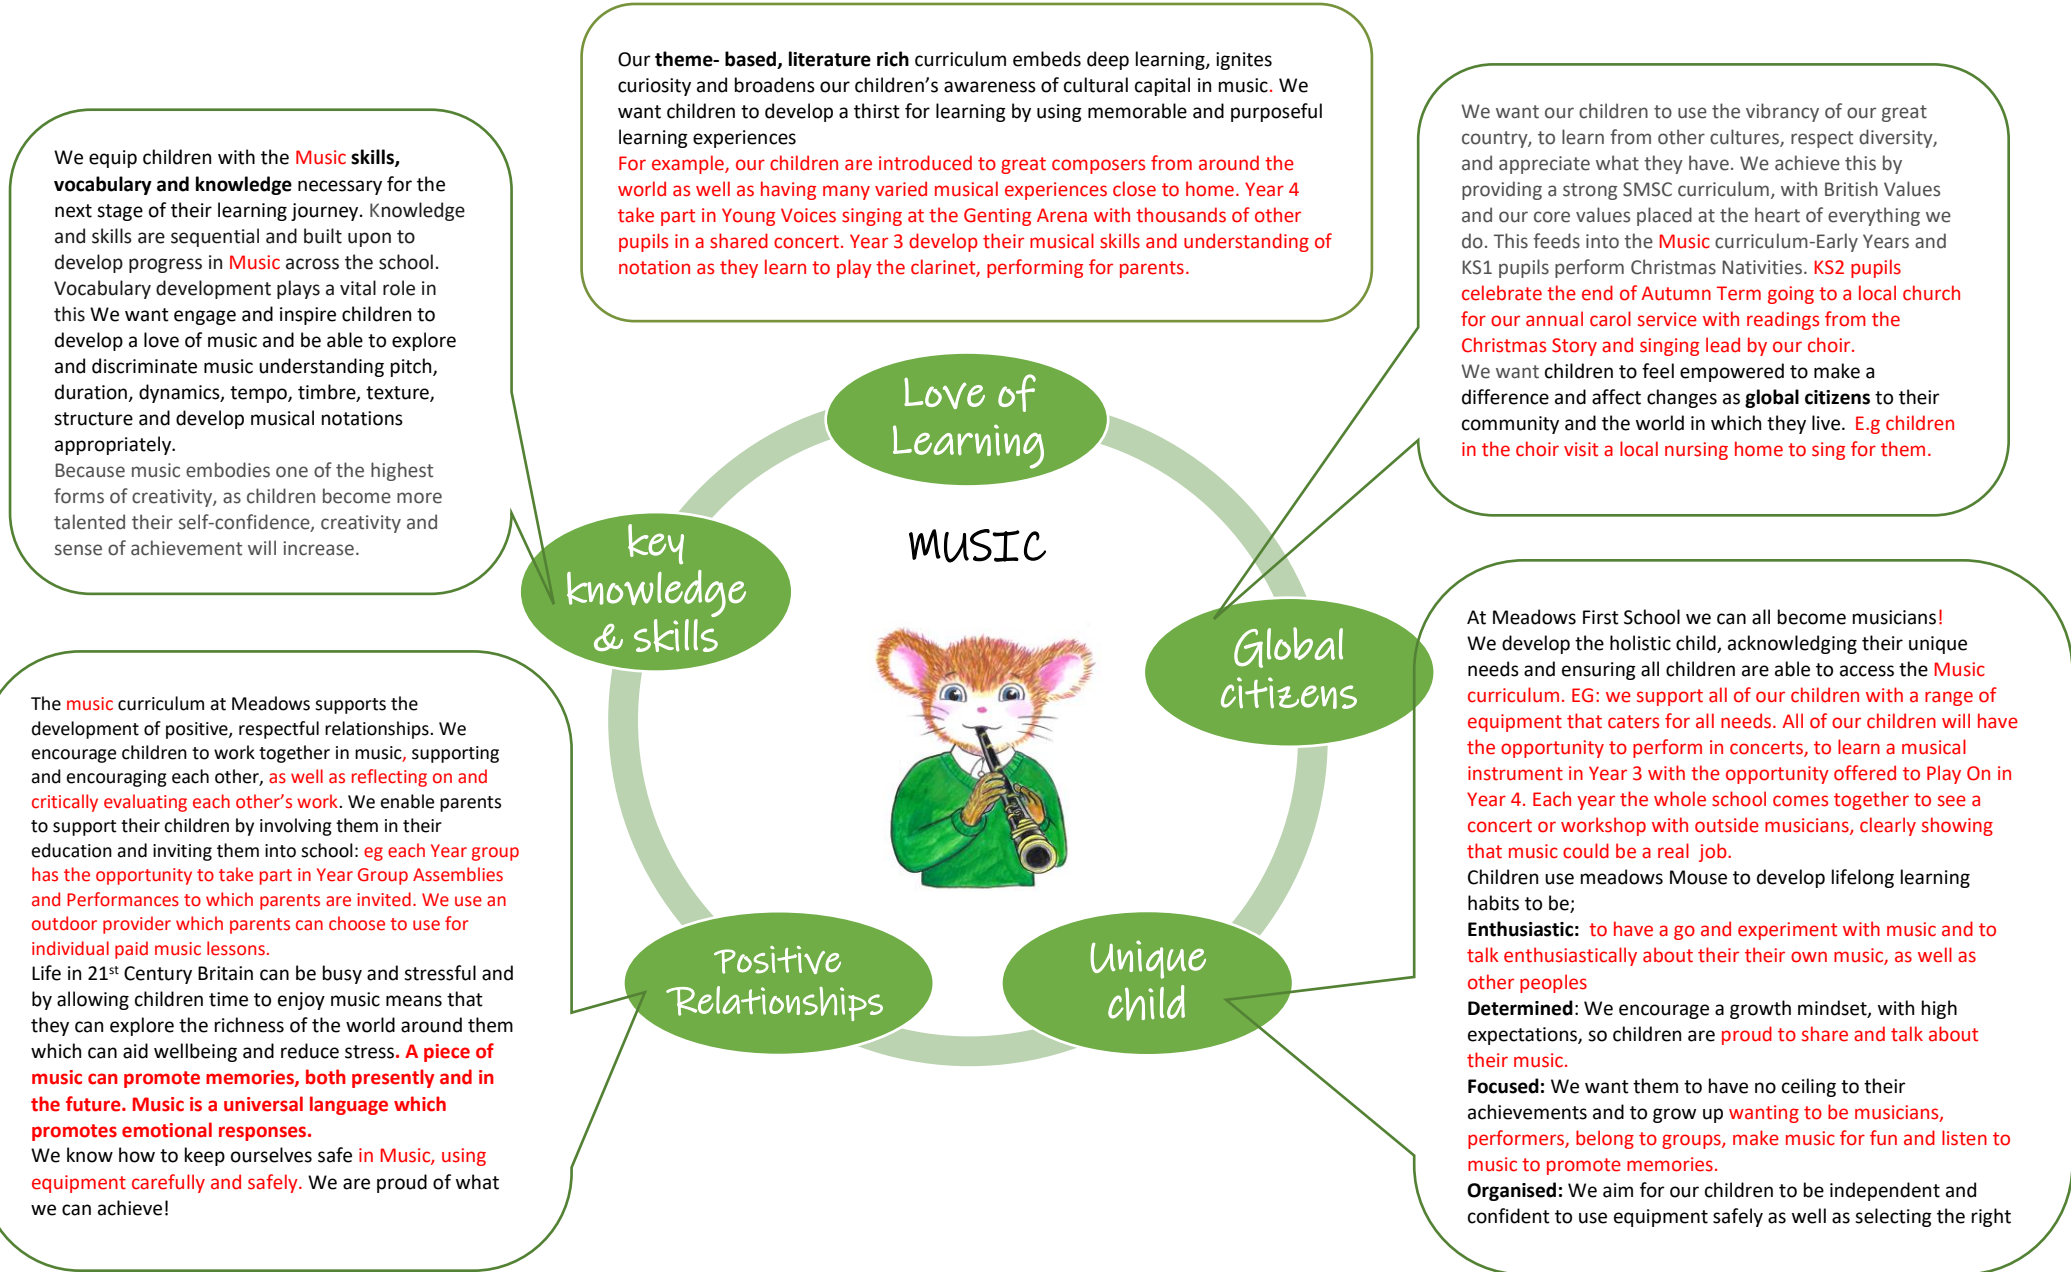 Our theme- based, literature rich curriculum embeds deep learning, ignites
curiosity and broadens our children’s awareness of cultural capital in music. We
want children to develop a thirst for learning by using memorable and purposeful
learning experiences
For example, our children are introduced to great composers from around the
world as well as having many varied musical experiences close to home. Year 4
take part in Young Voices singing at the Genting Arena with thousands of other
pupils in a shared concert. Year 3 develop their musical skills and understanding of
notation as they learn to play the clarinet, performing for parents.
We equip children with the Music skills,
vocabulary and knowledge necessary for the
next stage of their learning journey. Knowledge
and skills are sequential and built upon to
develop progress in Music across the school.
Vocabulary development plays a vital role in
this We want engage and inspire children to
develop a love of music and be able to explore
and discriminate music understanding pitch,
duration, dynamics, tempo, timbre, texture,
structure and develop musical notations
appropriately.
Because music embodies one of the highest
forms of creativity, as children become more
talented their self-confidence, creativity and
sense of achievement will increase.
We want our children to use the vibrancy of our great
country, to learn from other cultures, respect diversity,
and appreciate what they have. We achieve this by
providing a strong SMSC curriculum, with British Values
and our core values placed at the heart of everything we
do. This feeds into the Music curriculum-Early Years and
KS1 pupils perform Christmas Nativities. KS2 pupils
celebrate the end of Autumn Term going to a local church
for our annual carol service with readings from the
Christmas Story and singing lead by our choir.
We want children to feel empowered to make a
difference and affect changes as global citizens to their
community and the world in which they live. E.g children
in the choir visit a local nursing home to sing for them.
Love of
Learning
MUSIC
key
knowledge
& skills
Global
citizens
Positive
Relationships
Unique
child
The music curriculum at Meadows supports the
development of positive, respectful relationships. We
encourage children to work together in music, supporting
and encouraging each other, as well as reflecting on and
critically evaluating each other’s work. We enable parents
to support their children by involving them in their
education and inviting them into school: eg each Year group
has the opportunity to take part in Year Group Assemblies
and Performances to which parents are invited. We use an
outdoor provider which parents can choose to use for
individual paid music lessons.
Life in 21st Century Britain can be busy and stressful and
by allowing children time to enjoy music means that
they can explore the richness of the world around them
which can aid wellbeing and reduce stress. A piece of
music can promote memories, both presently and in
the future. Music is a universal language which
promotes emotional responses.
We know how to keep ourselves safe in Music, using
equipment carefully and safely. We are proud of what
we can achieve!
At Meadows First School we can all become musicians!
We develop the holistic child, acknowledging their unique
needs and ensuring all children are able to access the Music
curriculum. EG: we support all of our children with a range of
equipment that caters for all needs. All of our children will have
the opportunity to perform in concerts, to learn a musical
instrument in Year 3 with the opportunity offered to Play On in
Year 4. Each year the whole school comes together to see a
concert or workshop with outside musicians, clearly showing
that music could be a real job.
Children use meadows Mouse to develop lifelong learning
habits to be;
Enthusiastic: to have a go and experiment with music and to
talk enthusiastically about their their own music, as well as
other peoples
Determined: We encourage a growth mindset, with high
expectations, so children are proud to share and talk about
their music.
Focused: We want them to have no ceiling to their
achievements and to grow up wanting to be musicians,
performers, belong to groups, make music for fun and listen to
music to promote memories.
Organised: We aim for our children to be independent and
confident to use equipment safely as well as selecting the right